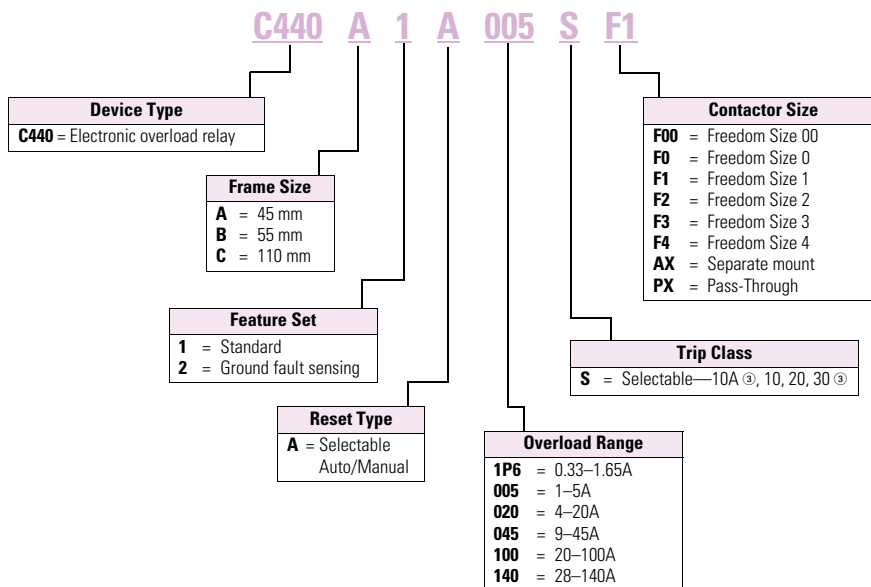 C440 A 1 A 005 S F1
Device Type
C440 = Electronic overload relay
Frame Size
A = 45 mm
B = 55 mm
C = 110 mm
Feature Set
1 = Standard
2 = Ground fault sensing
Reset Type
A = Selectable
Auto/Manual
Contactor Size
F00 = Freedom Size 00
F0 = Freedom Size 0
F1 = Freedom Size 1
F2 = Freedom Size 2
F3 = Freedom Size 3
F4 = Freedom Size 4
AX = Separate mount
PX = Pass-Through
Trip Class
S = Selectable—10A ③, 10, 20, 30 ③
Overload Range
1P6 = 0.33–1.65A
005 = 1–5A
020 = 4–20A
045 = 9–45A
100 = 20–100A
140 = 28–140A